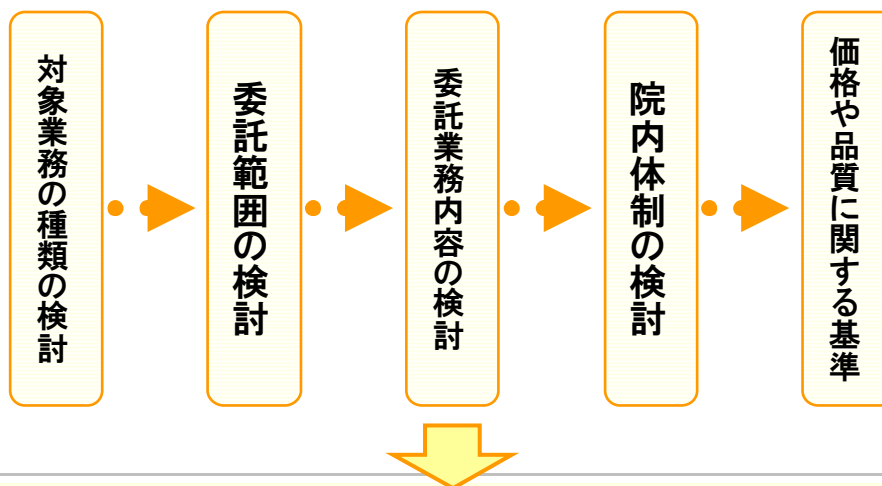 対象業務の種類の検討
委託範囲の検討
委託業務内容の検討
院内体制の検討
価格や品質に関する基準